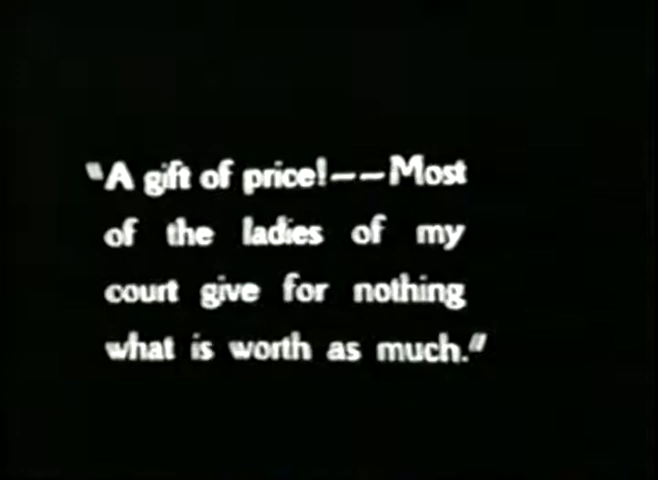 "A gift of price!——Most
of the ladies of my
court give for nothing
what is worth as much."